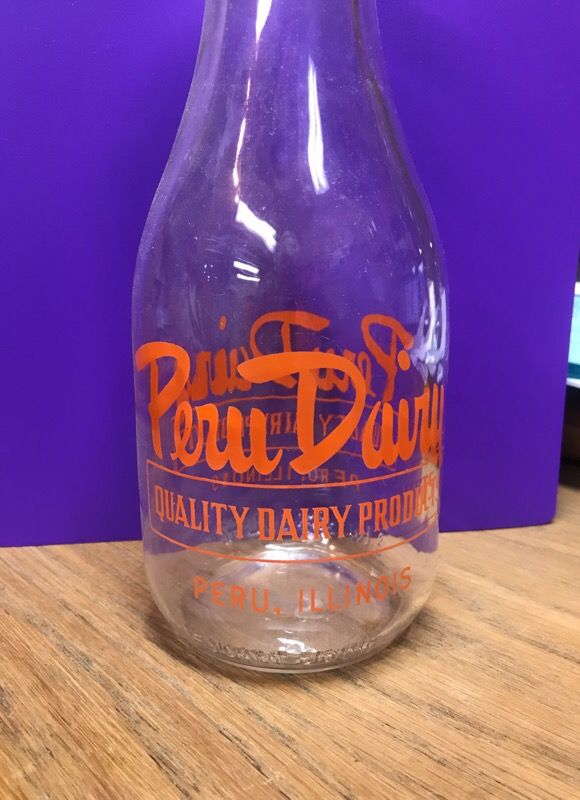 Peru Dairy
QUALITY DAIRY PRODUCTS
PERU, ILLINOIS